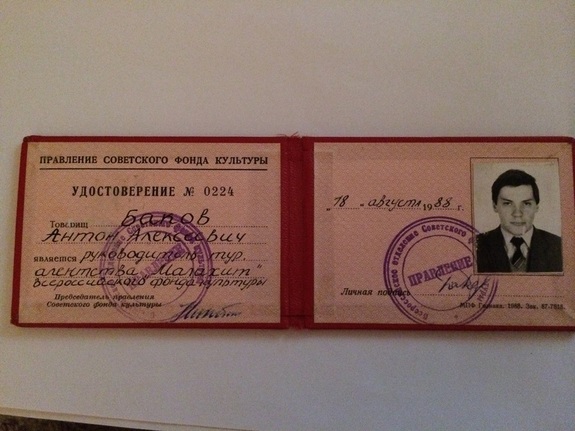 ПРАВЛЕНИЕ СОВЕТСКОГО ФОНДА КУЛЬТУРЫ
УДОСТОВЕРЕНИЕ № 0224
Товарищ Бапов
Антон Алексеевич
является руководитель тур.
агентства "Малахит"
Всероссийского фонда культуры
Председатель правления
Советского фонда культуры
"18" августа 1988 г.
ПРАВЛЕНИЕ
Личная подпись